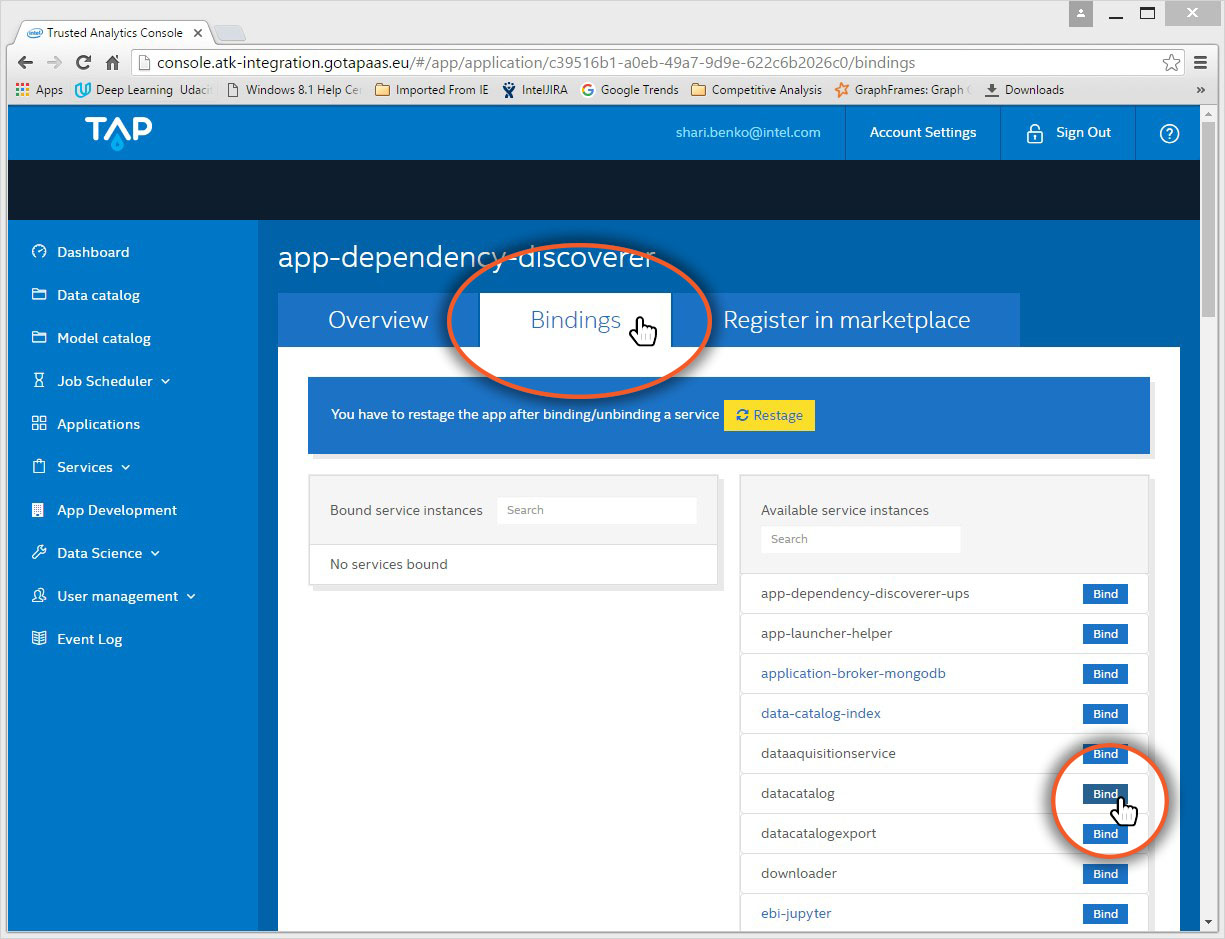 intel Trusted Analytics Console
console.atk-integration.gotapaas.eu/#/app/application/c39516b1-a0eb-49a7-9d9e-622c6b2026c0/bindings
Apps Deep Learning Udaci Windows 8.1 Help Ce Imported From IE IntelJIRA Google Trends Competitive Analysis GraphFrames: Graph Downloads »
TAP shari.benko@intel.com Account Settings Sign Out ?
Dashboard
Data catalog
Model catalog
Job Scheduler
Applications
Services
App Development
Data Science
User management
Event Log
app-dependency-discoverer
Overview Bindings Register in marketplace
You have to restage the app after binding/unbinding a service Restage
Bound service instances Search
No services bound
Available service instances
Search
app-dependency-discoverer-ups Bind
app-launcher-helper Bind
application-broker-mongodb Bind
data-catalog-index Bind
dataaquisitionservice Bind
datacatalog Bind
datacatalogexport Bind
downloader Bind
ebi-jupyter Bind